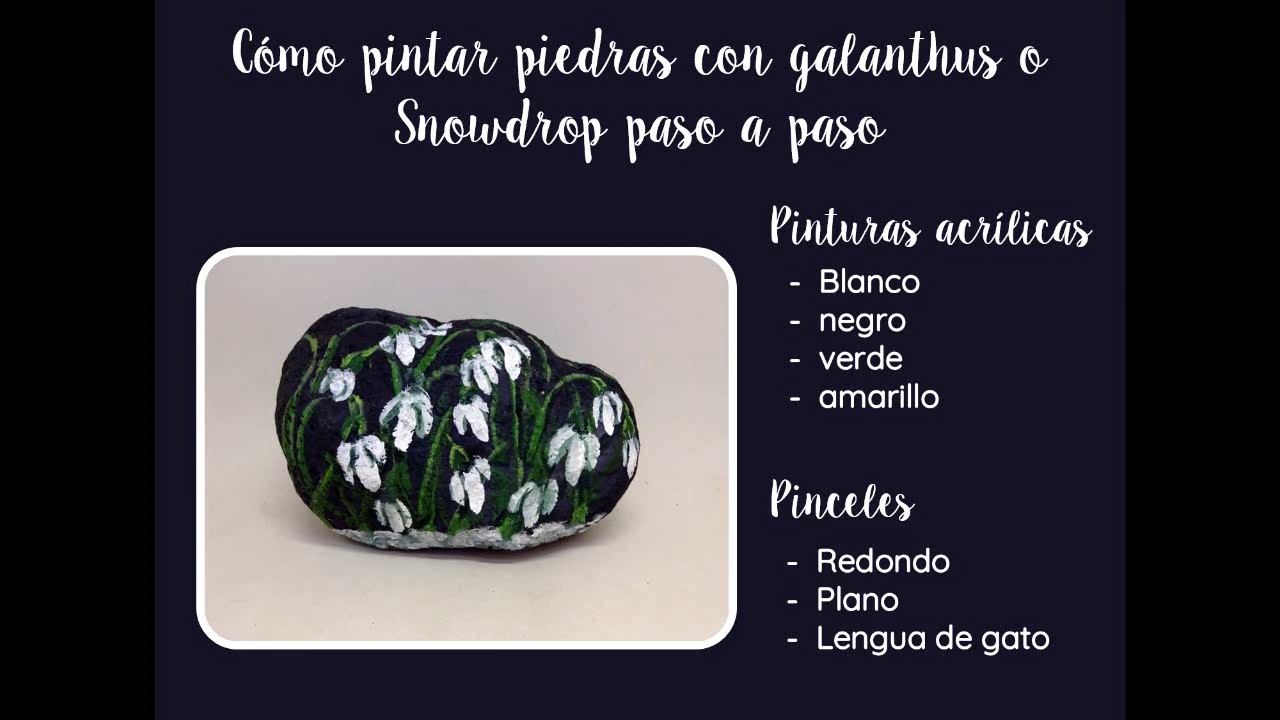 Cómo pintar piedras con galanthus o
Snowdrop paso a paso
Pinturas acrílicas
- Blanco
- negro
- verde
- amarillo
Pinceles
- Redondo
- Plano
- Lengua de gato